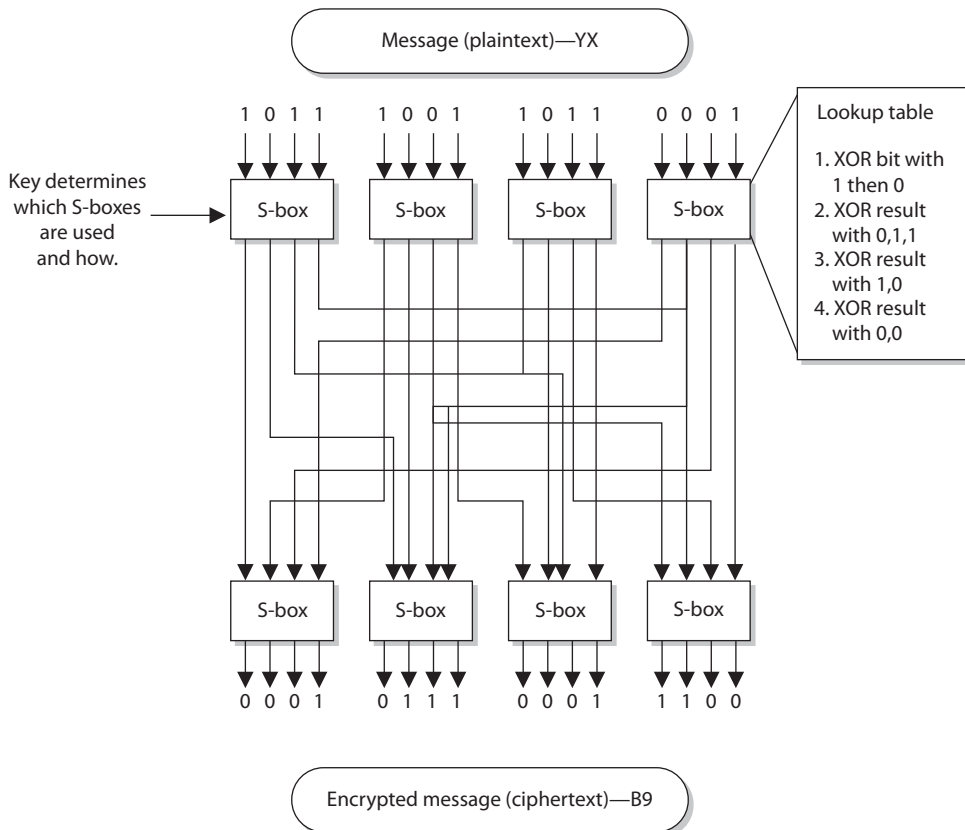 Message (plaintext)—YX
1 0 1 1 1 0 0 1 1 0 1 1 0 0 0 1
Key determines
which S-boxes
are used
and how.
S-box S-box S-box S-box
Lookup table
1. XOR bit with
1 then 0
2. XOR result
with 0,1,1
3. XOR result
with 1,0
4. XOR result
with 0,0
S-box S-box S-box S-box
0 0 0 1 0 1 1 1 0 0 0 1 1 1 0 0
Encrypted message (ciphertext)—B9